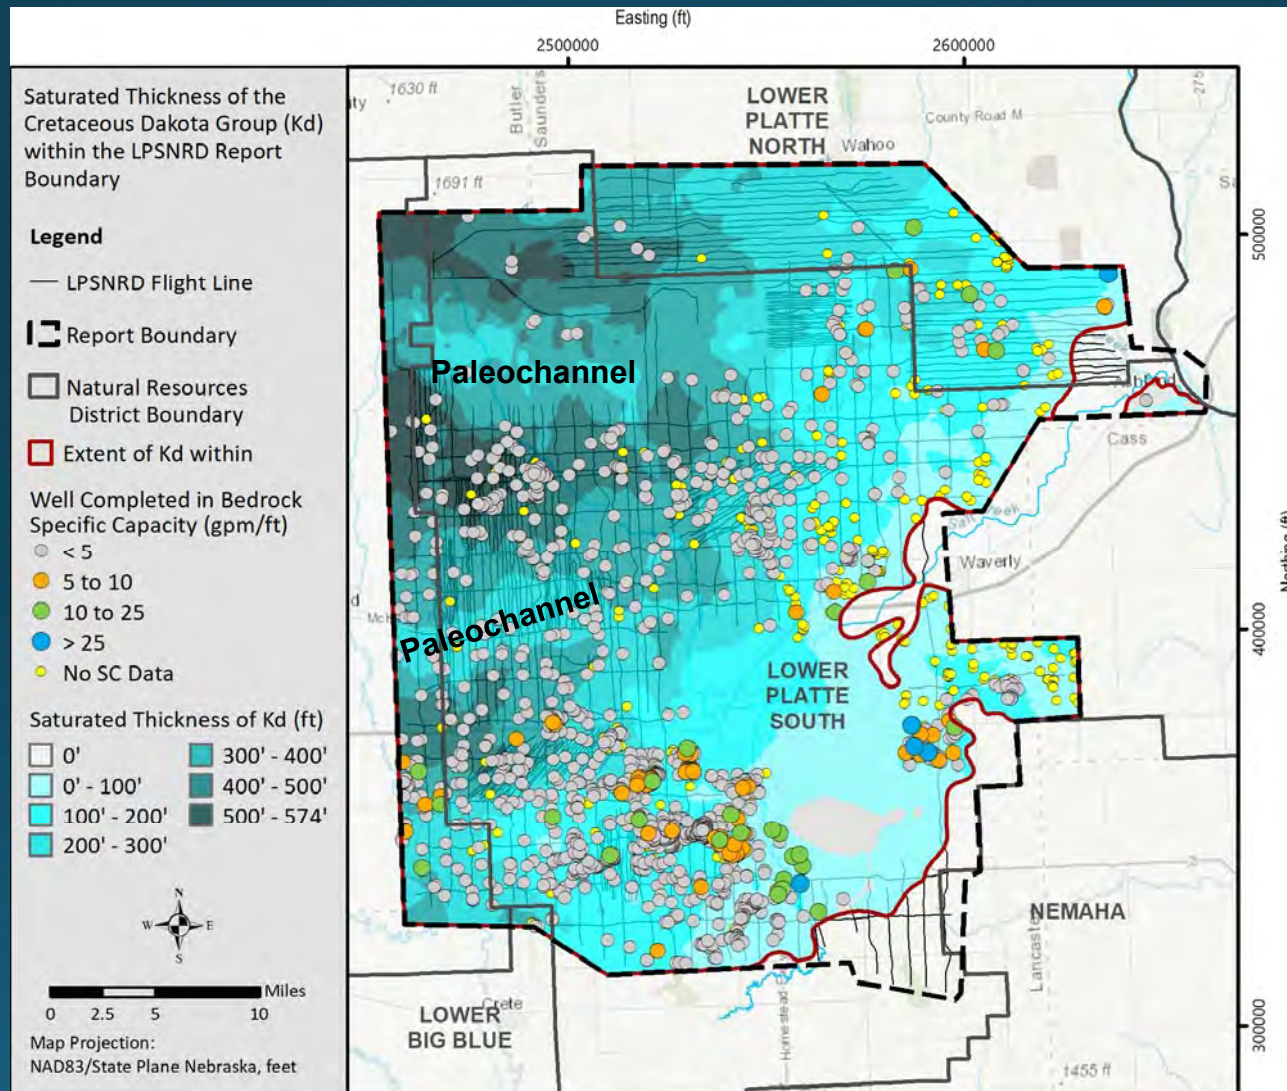 Easting (ft)
2500000
2600000
Saturated Thickness of the
Cretaceous Dakota Group (Kd)
within the LPSNRD Report
Boundary
Legend
LPSNRD Flight Line
Report Boundary
Natural Resources
District Boundary
Extent of Kd within
Well Completed in Bedrock
Specific Capacity (gpm/ft)
< 5
5 to 10
10 to 25
> 25
No SC Data
Saturated Thickness of Kd (ft)
0'
0' - 100'
100' - 200'
200' - 300'
300' - 400'
400' - 500'
500' - 574'
N
W
E
S
Miles
0
2.5
5
10
Map Projection:
NAD83/State Plane Nebraska, feet
1630 ft
Butler
Saunders
LOWER
PLATTE
NORTH
Wahoo
County Road M
275
1691 ft
500000
Paleochannel
Cass
Salt Creek
Waverly
Northing (ft)
Paleochannel
400000
LOWER
PLATTE
SOUTH
NEMAHA
Lancaster
Crete
LOWER
BIG BLUE
300000
1455 ft